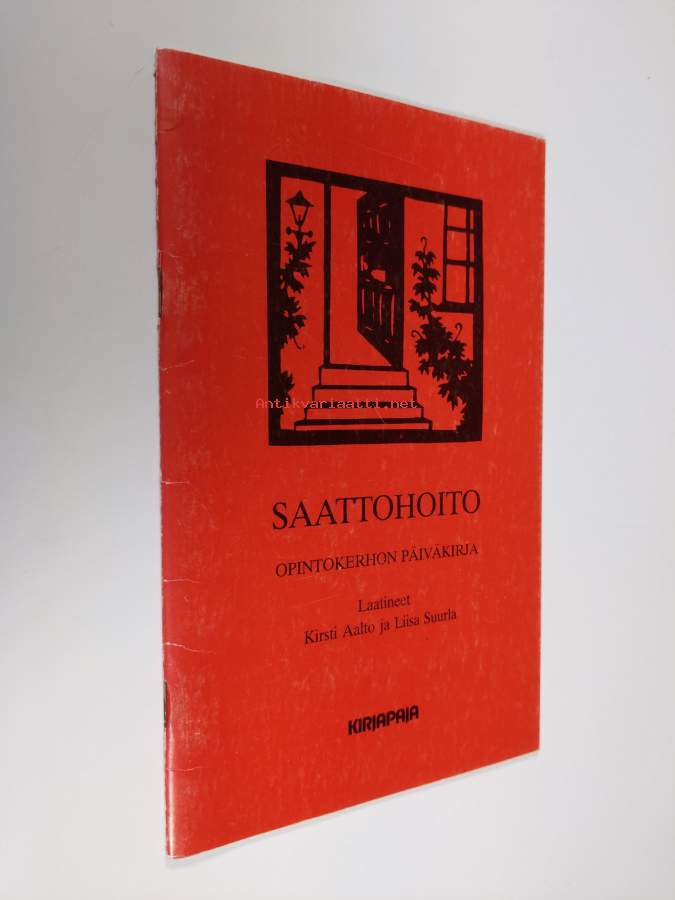 Antikvariaatti.net
SAATTOHOITO
OPINTOKERHON PÄIVÄKIRJA
Laatineet
Kirsti Aalto ja Liisa Suurla
KIRJAPAJA